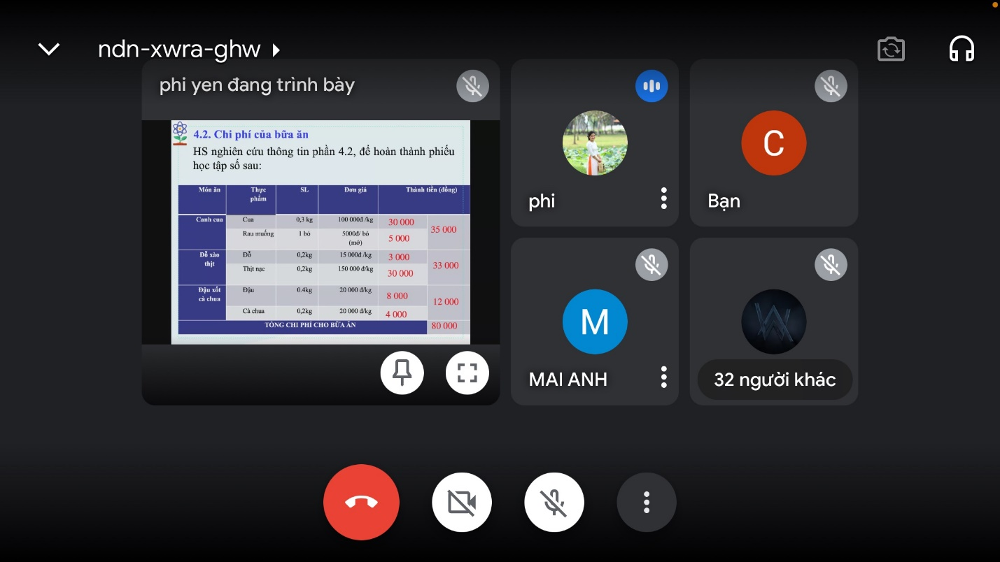 ndn-xwra-ghw
phi yen đang trình bày
4.2. Chi phí của bữa ăn
HS nghiên cứu thông tin phần 4.2, để hoàn thành phiếu
học tập số sau:
Món ăn Thực phẩm SL Đơn giá Thành tiền (đồng)
Canh cua Cua 0,3 kg 100 000đ /kg 30 000 35 000
Rau muống 1 bó 5000đ/ bó (mớ) 5 000
Đỗ xào thịt Đỗ 0,2kg 15 000đ /kg 3 000 33 000
Thịt nạc 0,2kg 150 000 đ/kg 30 000
Đậu xốt cà chua Đậu 0.4kg 20 000 đ/kg 8 000 12 000
Cà chua 0,2kg 20 000 đ/kg 4 000
TỔNG CHI PHÍ CHO BỮA ĂN 80 000
phi
C
Bạn
M
MAI ANH
32 người khác